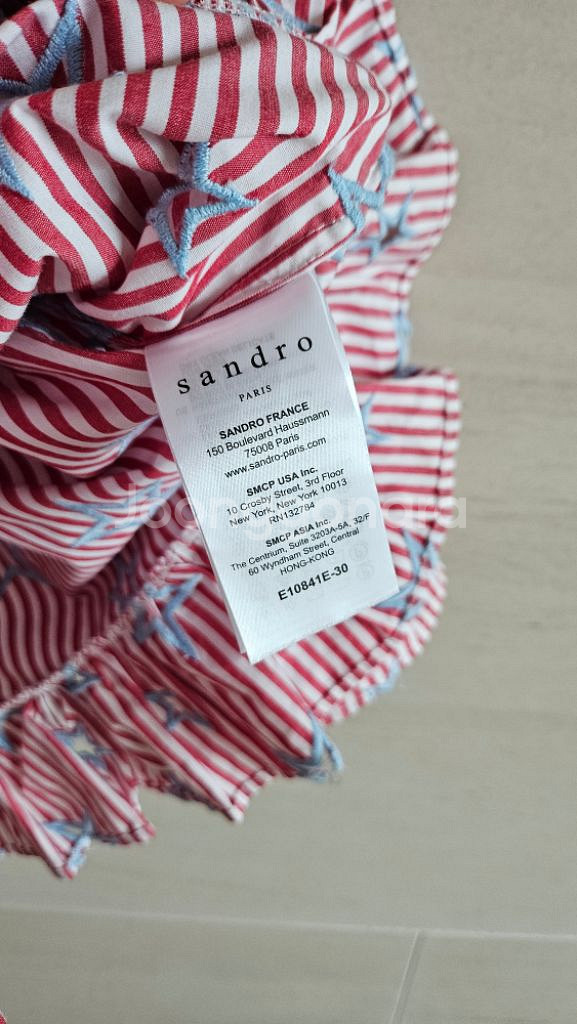 sandro
PARIS
SANDRO FRANCE
150 Boulevard Haussmann
75008 Paris
www.sandro-paris.com
SMCP USA Inc.
10 Crosby Street, 3rd Floor
New York, New York 10013
RN132784
SMCP ASIA Inc.
The Centrium, Suite 3203A-5A, 32/F
60 Wyndham Street, Central
HONG-KONG
E10841E-30